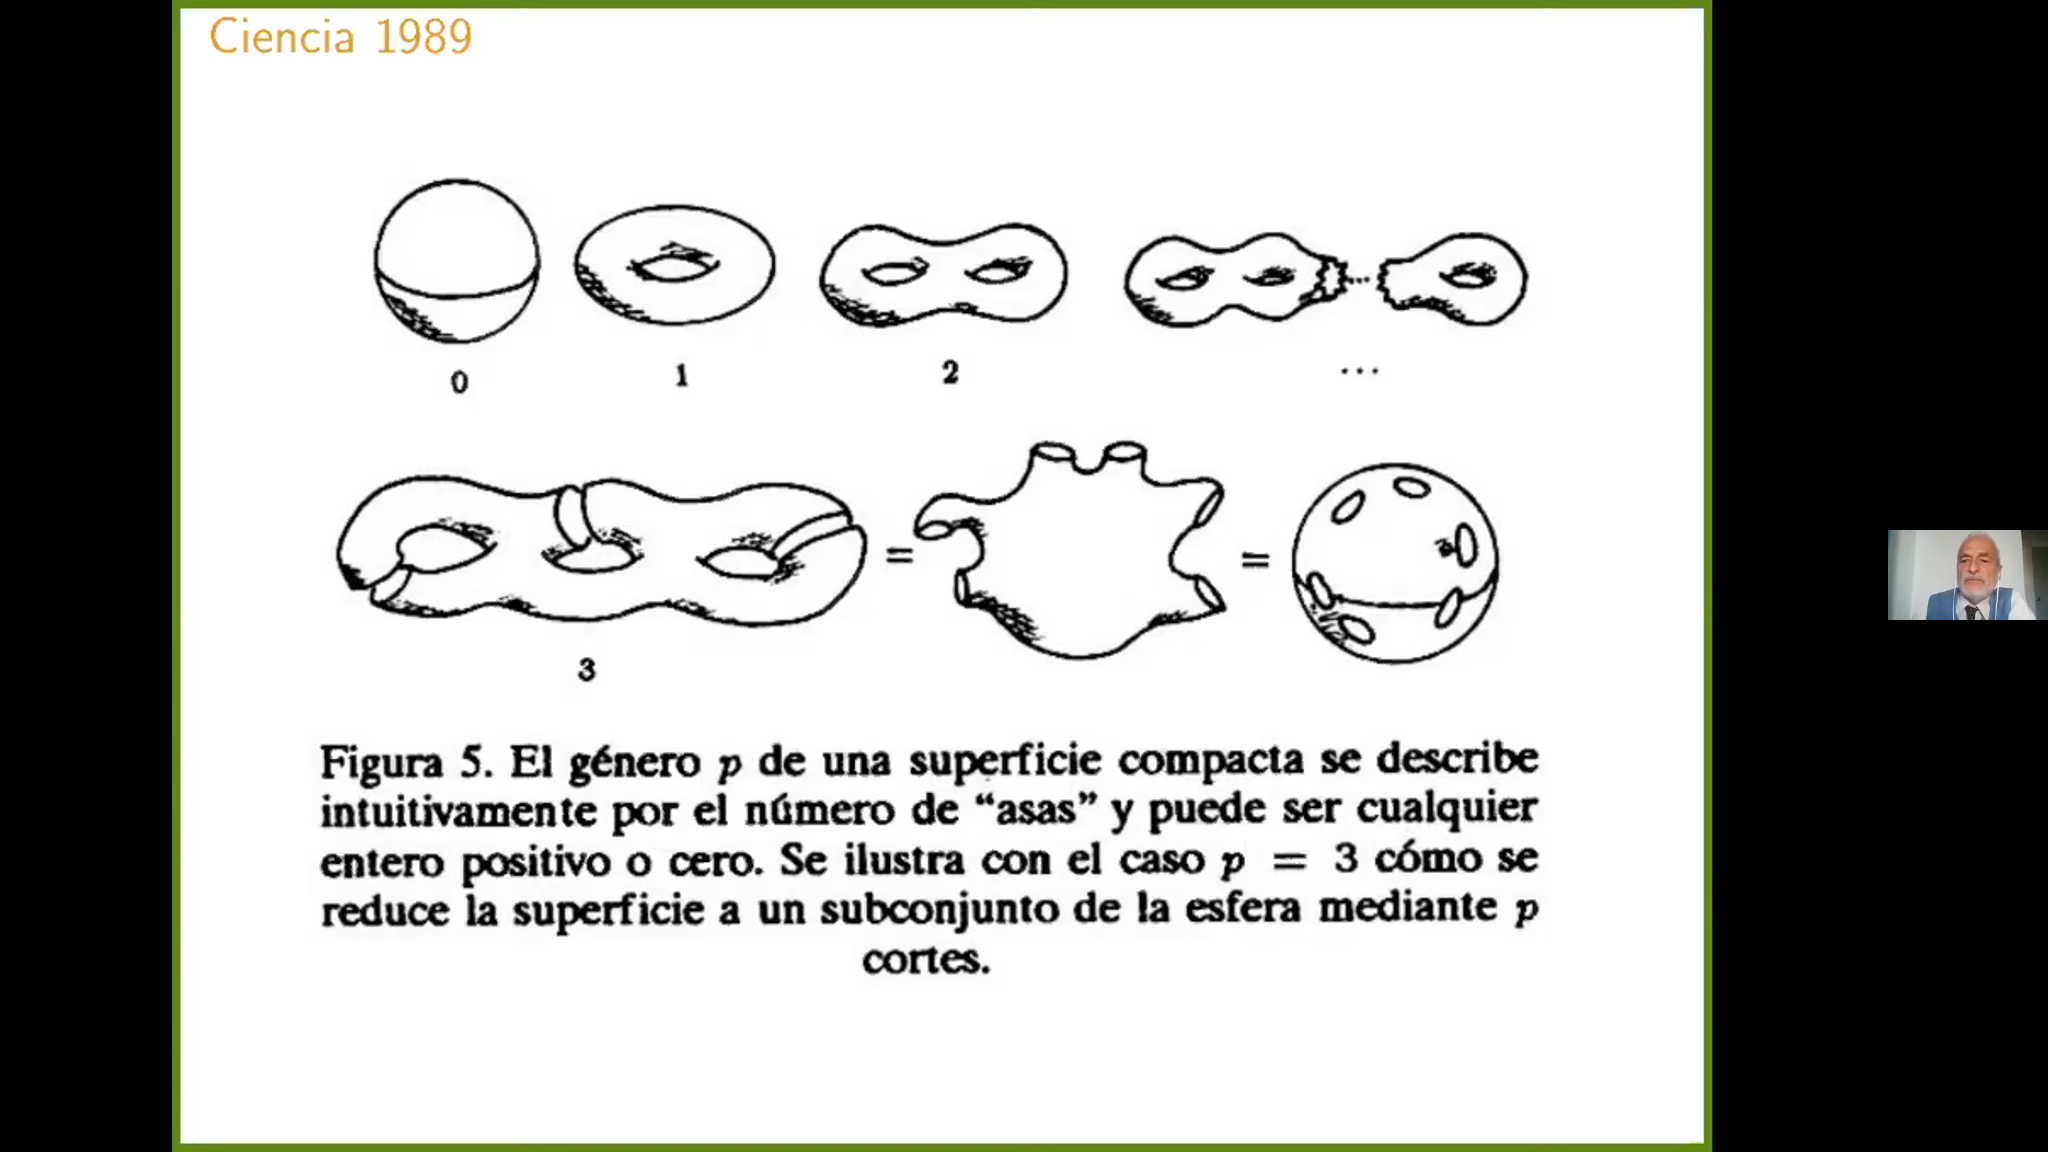 Ciencia 1989
0
1
2
...
...
=
=
3
Figura 5. El género p de una superficie compacta se describe
intuitivamente por el número de “asas” y puede ser cualquier
entero positivo o cero. Se ilustra con el caso p = 3 cómo se
reduce la superficie a un subconjunto de la esfera mediante p
cortes.